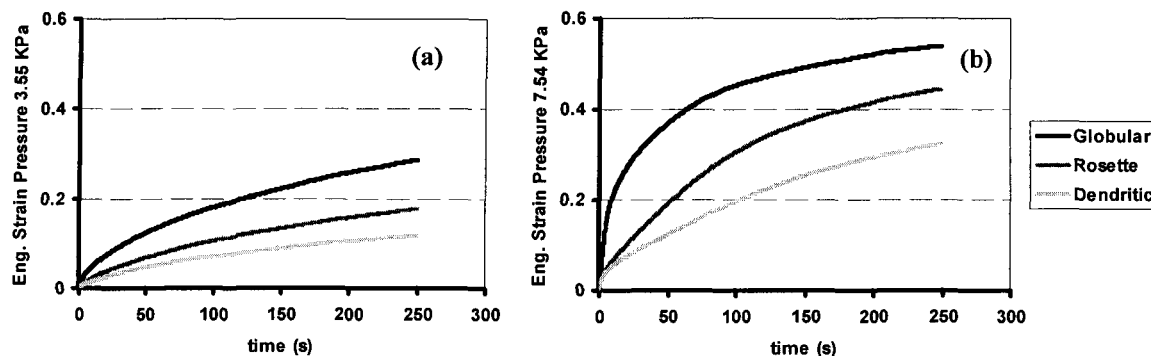 Eng. Strain Pressure 3.55 KPa
0.6
0.4
0.2
0
(a)
0 50 100 150 200 250 300
time (s)
Eng. Strain Pressure 7.54 KPa
0.6
0.4
0.2
0
(b)
0 50 100 150 200 250 300
time (s)
Globular
Rosette
Dendritic